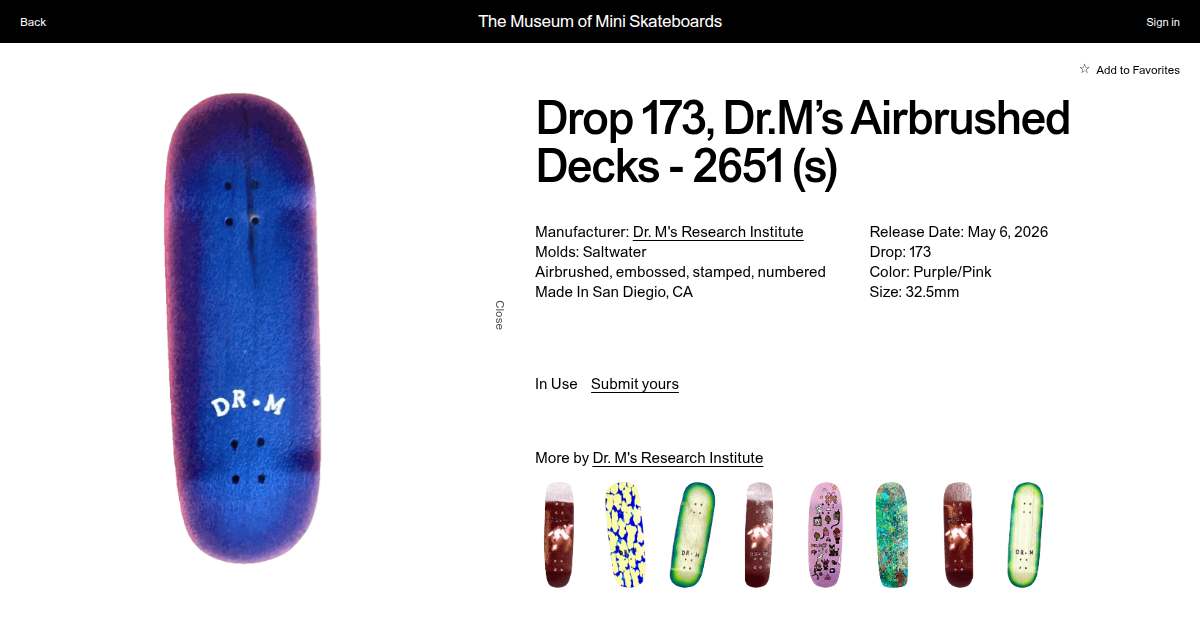 Back
The Museum of Mini Skateboards
Sign in
☆ Add to Favorites
Drop 173, Dr.M’s Airbrushed
Decks - 2651 (s)
Manufacturer: Dr. M's Research Institute
Molds: Saltwater
Airbrushed, embossed, stamped, numbered
Made In San Diegio, CA
Release Date: May 6, 2026
Drop: 173
Color: Purple/Pink
Size: 32.5mm
DR•M
Close
In Use Submit yours
More by Dr. M's Research Institute
DR•M
DR•M